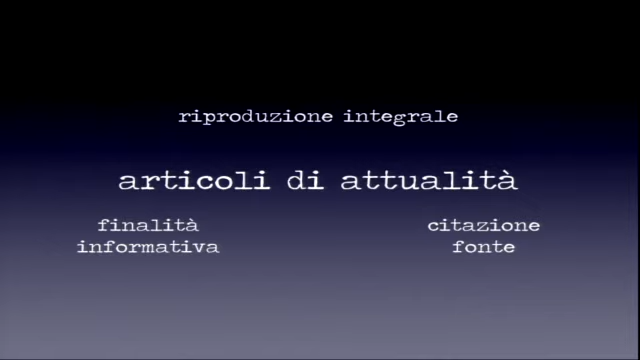 riproduzione integrale
articoli di attualità
finalità
informativa
citazione
fonte